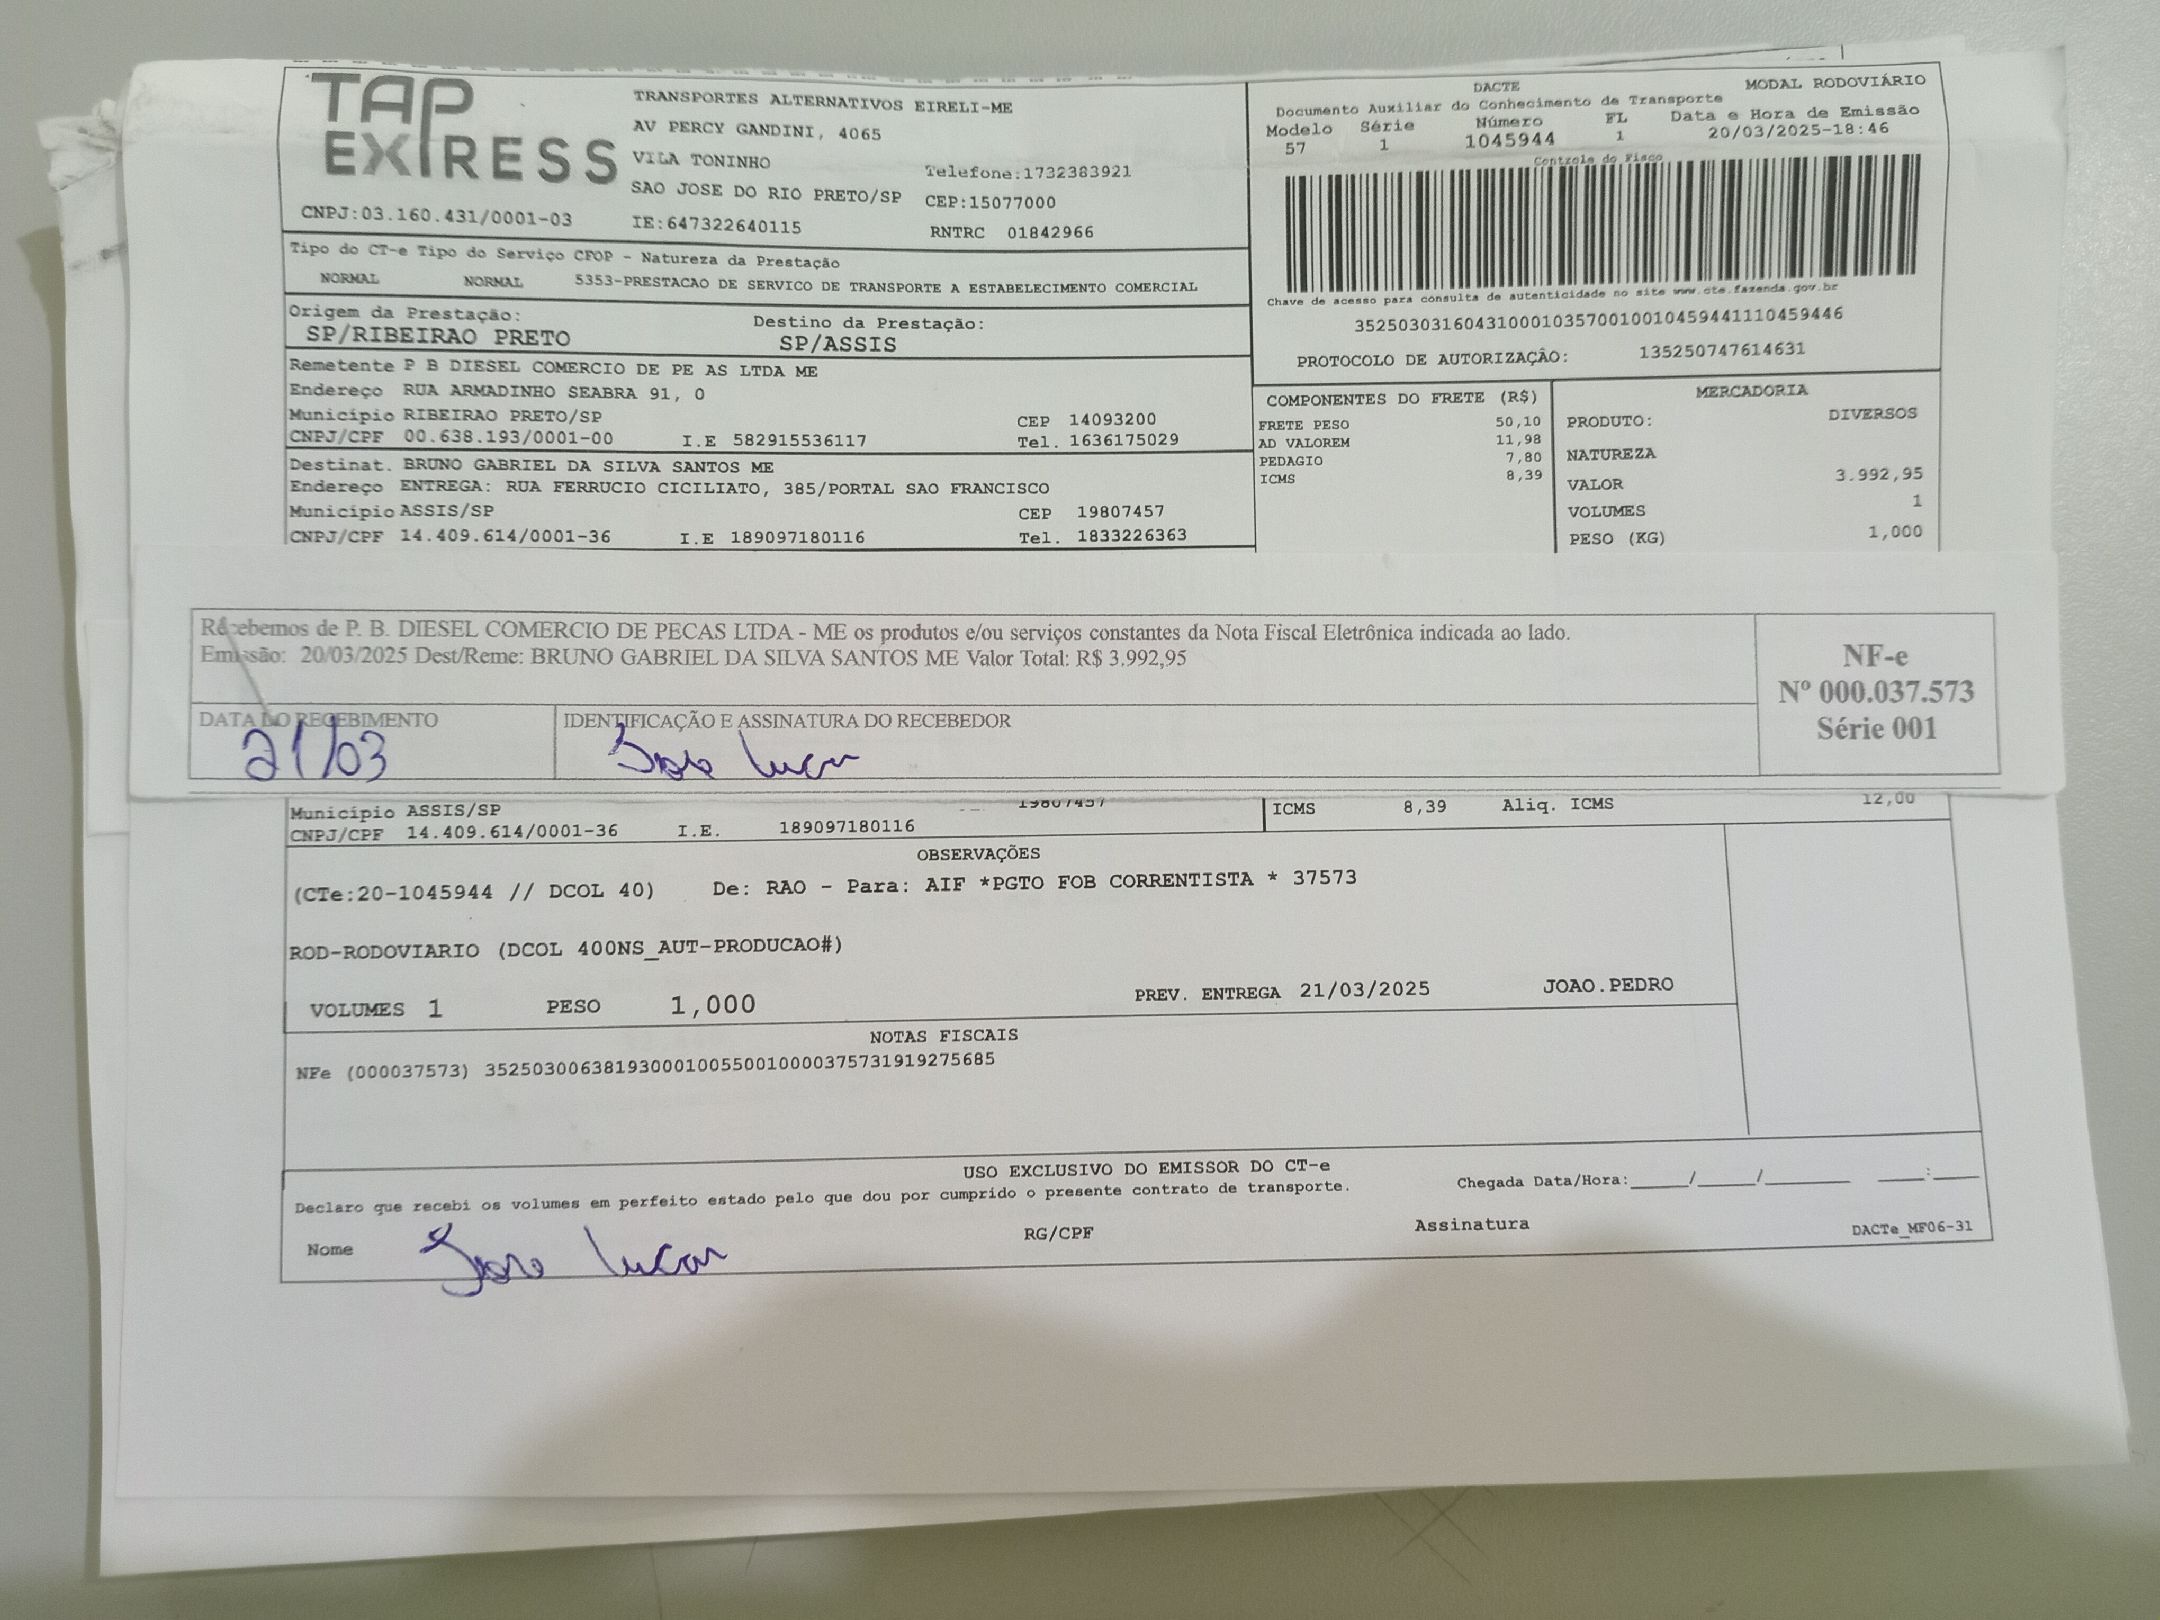 TAP
EXPRESS
TRANSPORTES ALTERNATIVOS EIRELI-ME
AV PERCY GANDINI, 4065
VILA TONINHO
Telefone:1732383921
SAO JOSE DO RIO PRETO/SP CEP:15077000
CNPJ:03.160.431/0001-03 IE:647322640115 RNTRC 01842966
DACTE MODAL RODOVIÁRIO
Documento Auxiliar do Conhecimento de Transporte
Modelo Série Número FL Data e Hora de Emissão
57 1 1045944 1 20/03/2025-18:46
Controle do Fisco
Chave de acesso para consulta de autenticidade no site www.cte.fazenda.gov.br
35250303160431000103570010010459441110459446
PROTOCOLO DE AUTORIZAÇÃO: 135250747614631
Tipo do CT-e Tipo do Serviço CFOP - Natureza da Prestação
NORMAL NORMAL 5353-PRESTACAO DE SERVICO DE TRANSPORTE A ESTABELECIMENTO COMERCIAL
Origem da Prestação: Destino da Prestação:
SP/RIBEIRAO PRETO SP/ASSIS
Remetente P B DIESEL COMERCIO DE PE AS LTDA ME
Endereço RUA ARMADINHO SEABRA 91, 0
Município RIBEIRAO PRETO/SP CEP 14093200
CNPJ/CPF 00.638.193/0001-00 I.E 582915536117 Tel. 1636175029
Destinat. BRUNO GABRIEL DA SILVA SANTOS ME
Endereço ENTREGA: RUA FERRUCIO CICILIATO, 385/PORTAL SAO FRANCISCO
Município ASSIS/SP CEP 19807457
CNPJ/CPF 14.409.614/0001-36 I.E 189097180116 Tel. 1833226363
COMPONENTES DO FRETE (R$)
FRETE PESO 50,10
AD VALOREM 11,98
PEDAGIO 7,80
ICMS 8,39
MERCADORIA
PRODUTO: DIVERSOS
NATUREZA
VALOR 3.992,95
VOLUMES 1
PESO (KG) 1,000
Recebemos de P. B. DIESEL COMERCIO DE PECAS LTDA - ME os produtos e/ou serviços constantes da Nota Fiscal Eletrônica indicada ao lado.
Emissão: 20/03/2025 Dest/Reme: BRUNO GABRIEL DA SILVA SANTOS ME Valor Total: R$ 3.992,95
NF-e
Nº 000.037.573
Série 001
DATA DO RECEBIMENTO IDENTIFICAÇÃO E ASSINATURA DO RECEBEDOR
21/03 João Lucas
Município ASSIS/SP 19807457
CNPJ/CPF 14.409.614/0001-36 I.E. 189097180116
ICMS 8,39 Aliq. ICMS 12,00
OBSERVAÇÕES
(CTe:20-1045944 // DCOL 40) De: RAO - Para: AIF *PGTO FOB CORRENTISTA * 37573
ROD-RODOVIARIO (DCOL 400NS_AUT-PRODUCAO#)
VOLUMES 1 PESO 1,000 PREV. ENTREGA 21/03/2025 JOAO.PEDRO
NOTAS FISCAIS
NFe (000037573) 35250300638193000100550010000375731919275685
USO EXCLUSIVO DO EMISSOR DO CT-e
Declaro que recebi os volumes em perfeito estado pelo que dou por cumprido o presente contrato de transporte.
Chegada Data/Hora:_____/_____/_______ ____:____
Nome João Lucas RG/CPF Assinatura DACTe_MF06-31